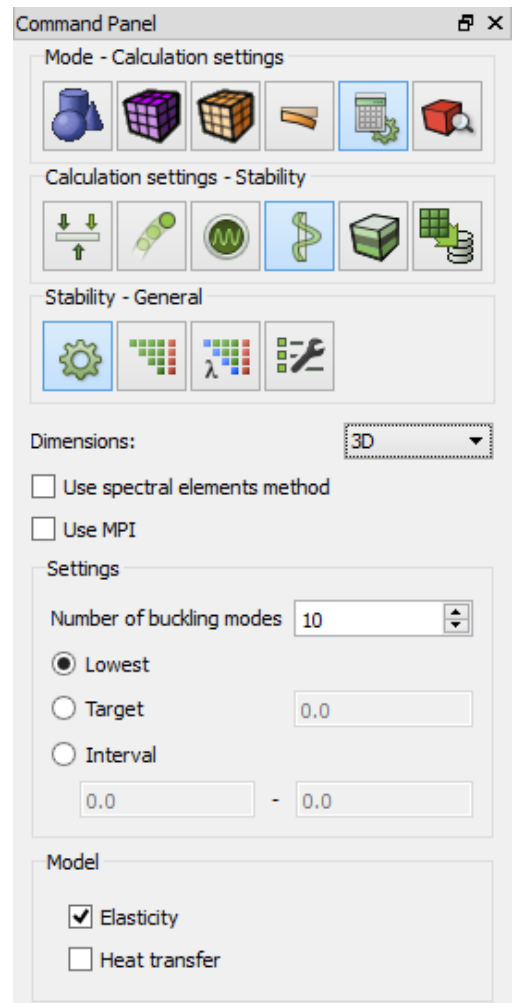 Command Panel
Mode - Calculation settings
Calculation settings - Stability
Stability - General
λ
Dimensions: 3D
Use spectral elements method
Use MPI
Settings
Number of buckling modes 10
Lowest
Target 0.0
Interval
0.0 - 0.0
Model
Elasticity
Heat transfer